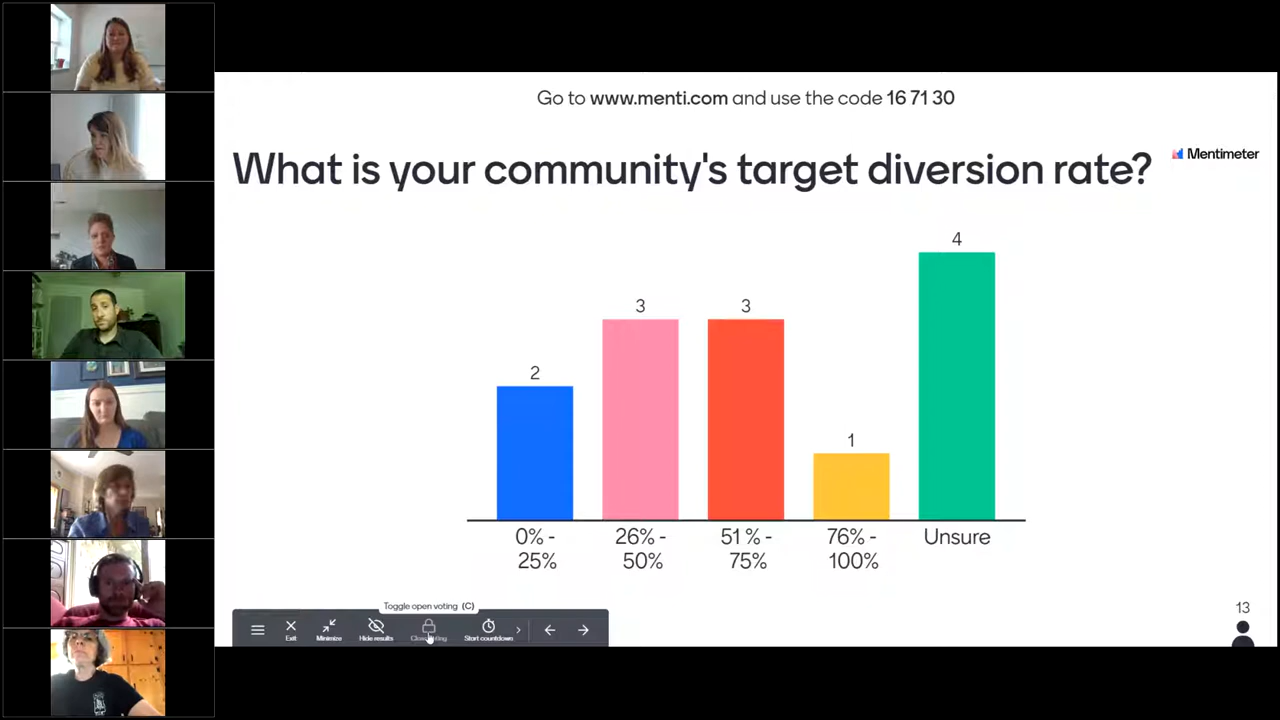 Go to www.menti.com and use the code 16 71 30
What is your community's target diversion rate?
Mentimeter
4
3
3
2
1
0% -
25%
26% -
50%
51 % -
75%
76% -
100%
Unsure
Toggle open voting (C)
Exit
Minimize
Hide results
Start countdown
13